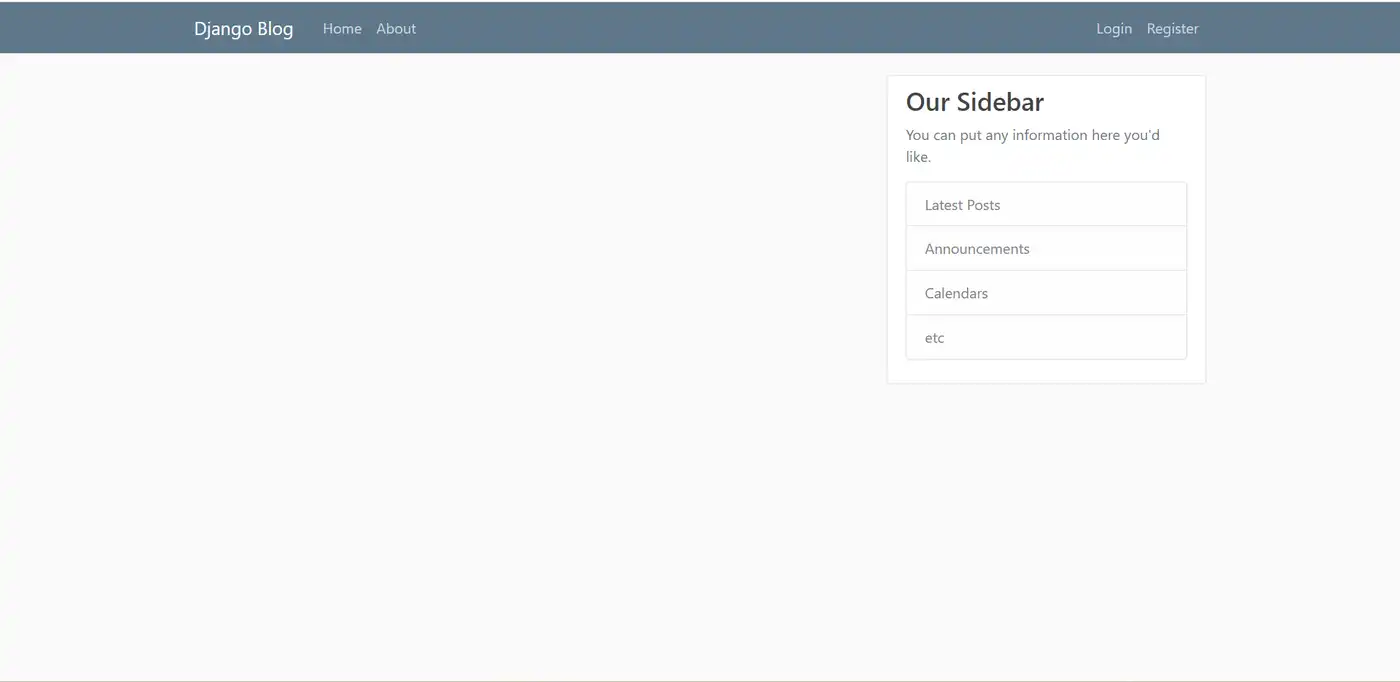 Django Blog Home About Login Register
Our Sidebar
You can put any information here you'd
like.
Latest Posts
Announcements
Calendars
etc